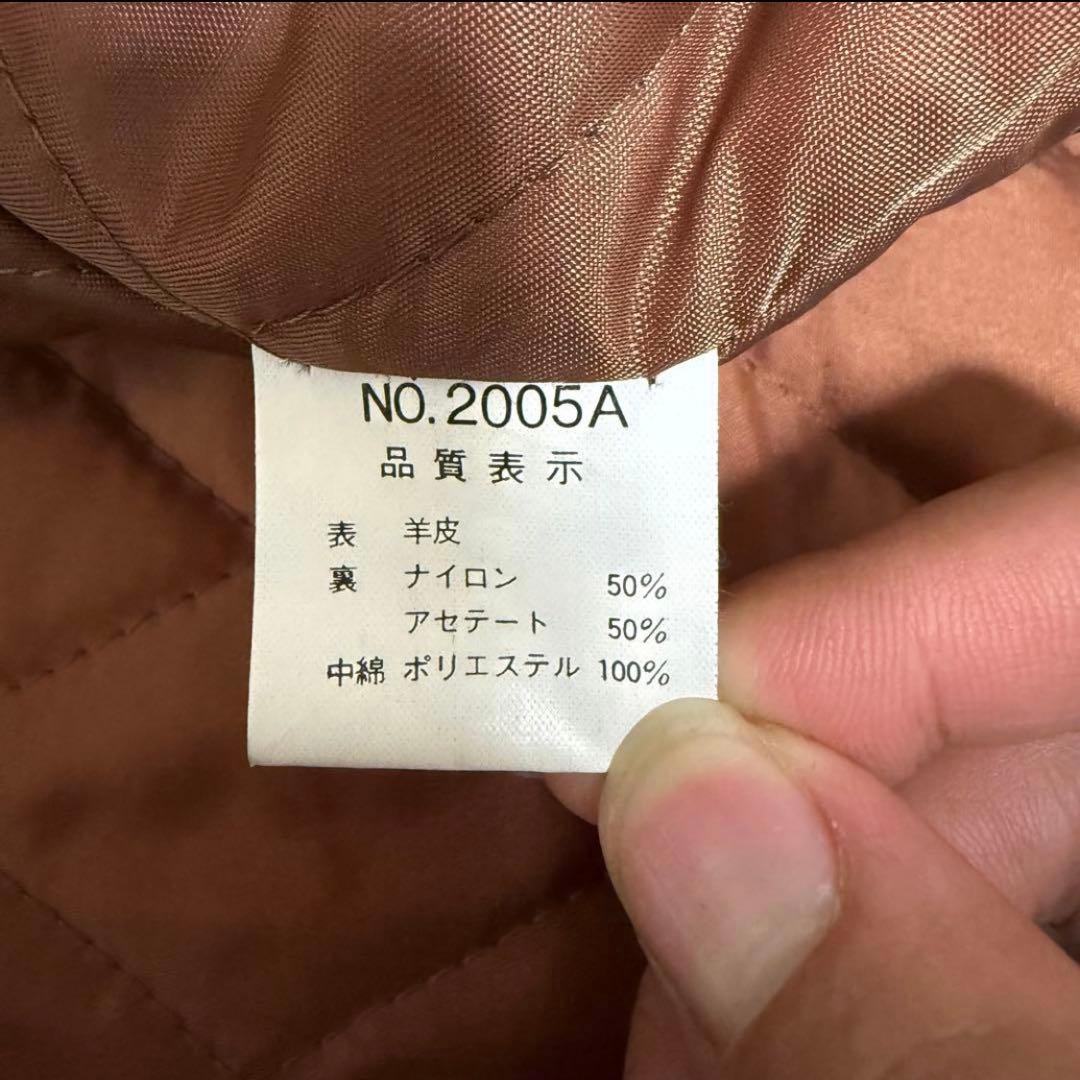 NO.2005A
品質表示
表 羊皮
裏 ナイロン 50%
アセテート 50%
中綿 ポリエステル 100%